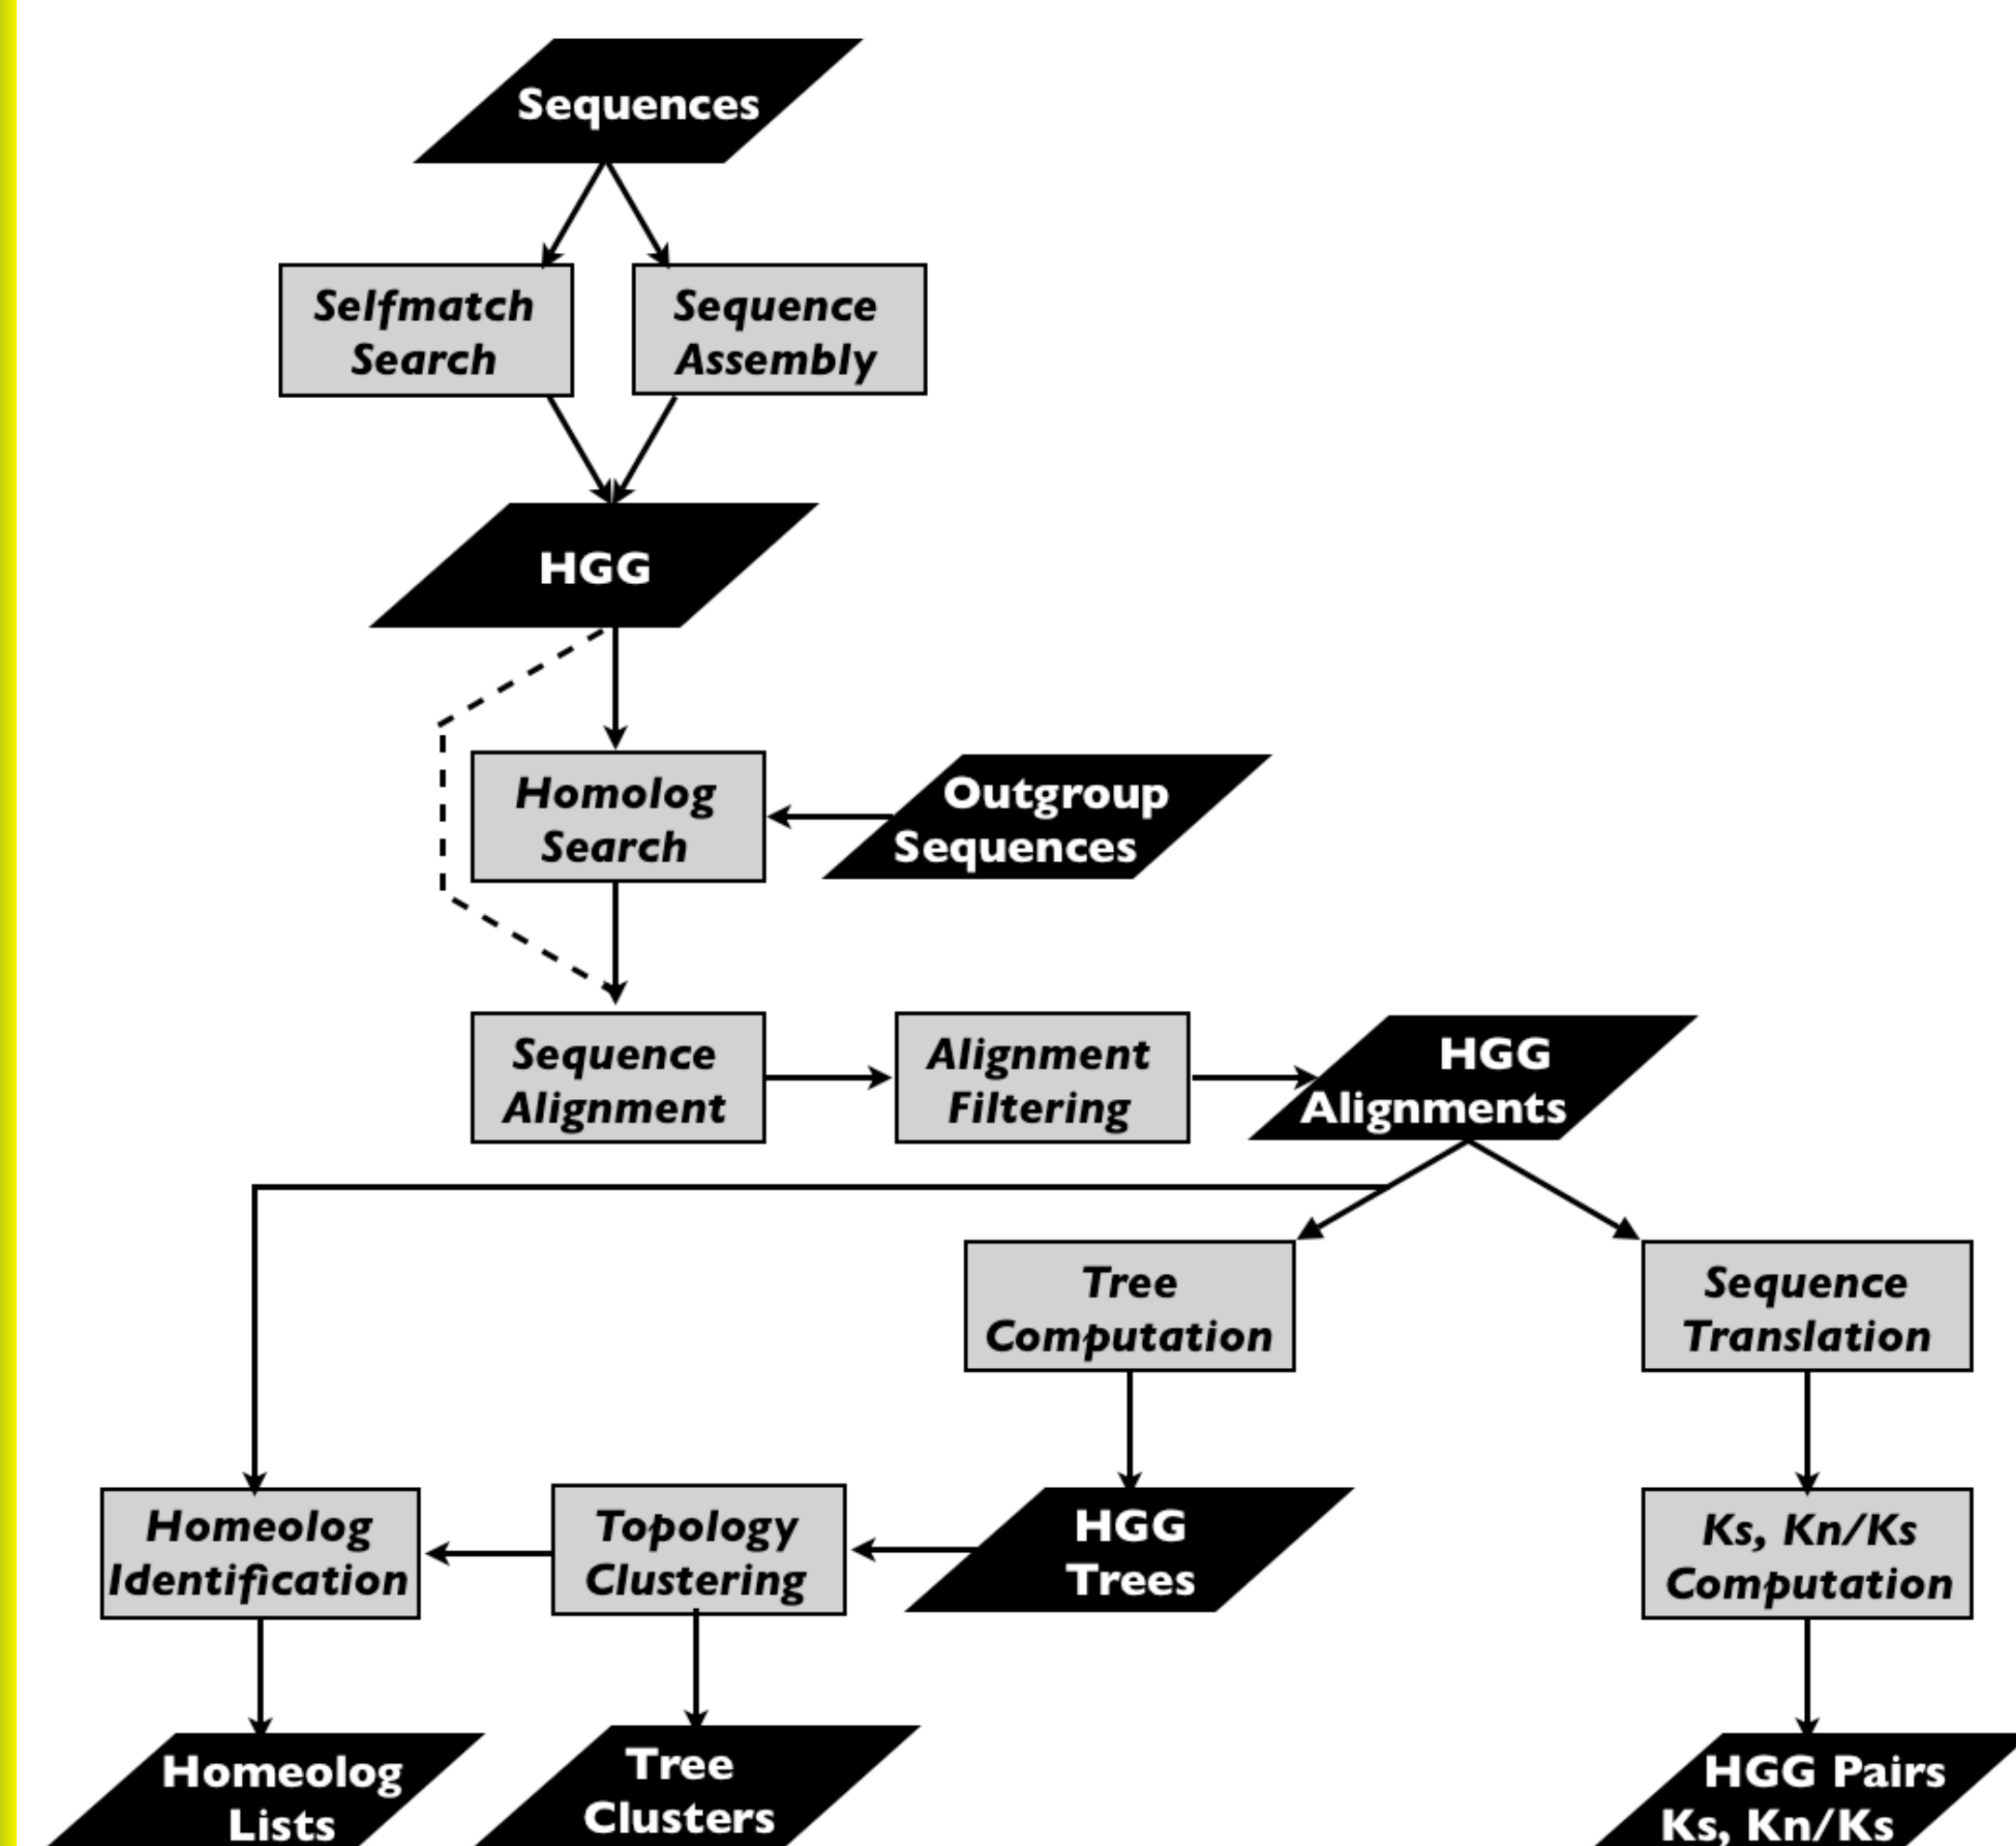 Sequences
Selfmatch
Search
Sequence
Assembly
HGG
Homolog
Search
Outgroup
Sequences
Sequence
Alignment
Alignment
Filtering
HGG
Alignments
Tree
Computation
Sequence
Translation
Homeolog
Identification
Topology
Clustering
HGG
Trees
Ks, Kn/Ks
Computation
Homeolog
Lists
Tree
Clusters
HGG Pairs
Ks, Kn/Ks